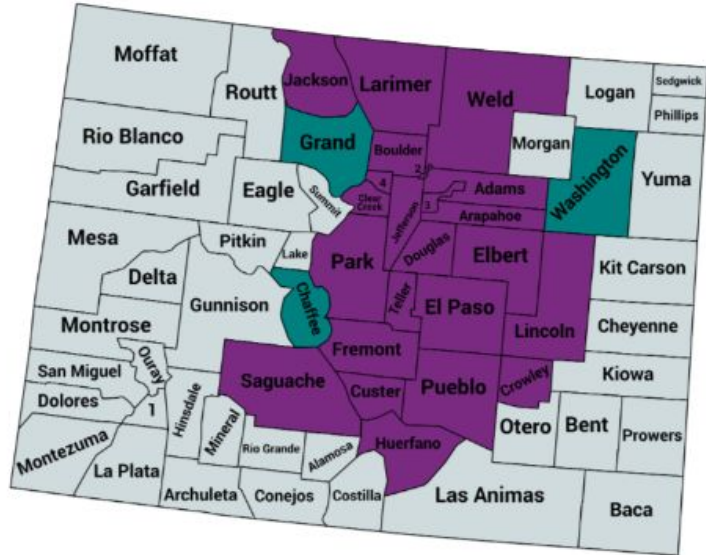 Moffat
Routt
Jackson
Larimer
Weld
Logan
Sedgwick
Phillips
Rio Blanco
Grand
Boulder
Morgan
Washington
Yuma
Garfield
Eagle
Summit
4
Clear
Creek
2
Jefferson
3
Adams
Arapahoe
Mesa
Pitkin
Lake
Park
Douglas
Elbert
Kit Carson
Delta
Gunnison
Chaffee
Teller
El Paso
Lincoln
Cheyenne
Montrose
Ouray
Fremont
San Miguel
Saguache
Custer
Pueblo
Crowley
Kiowa
Dolores
1
Hinsdale
Mineral
Rio Grande
Alamosa
Huerfano
Otero
Bent
Prowers
Montezuma
La Plata
Archuleta
Conejos
Costilla
Las Animas
Baca